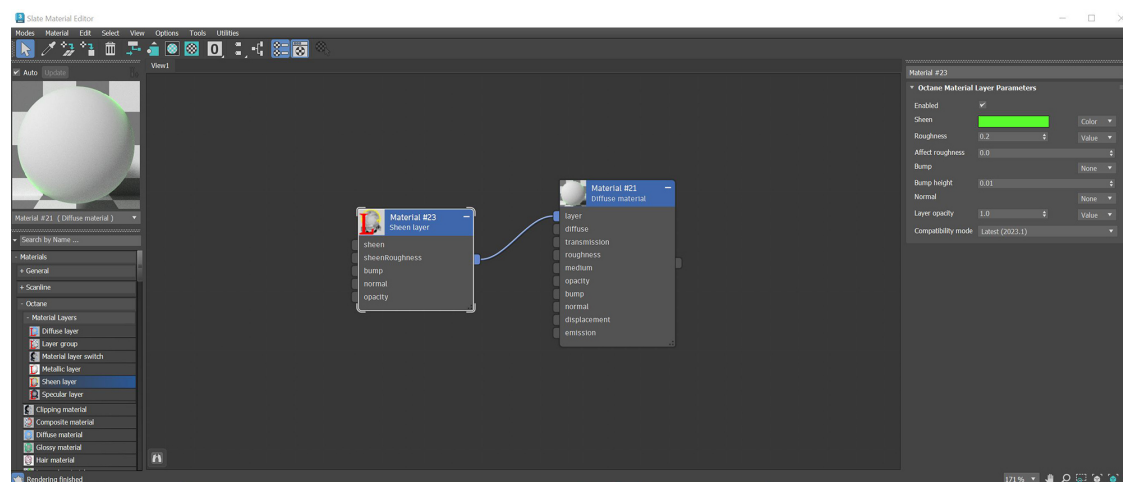 Slate Material Editor
Modes Material Edit Select View Options Tools Utilities
0
Auto Update
View1
Material #21 ( Diffuse material )
Search by Name ...
- Materials
+ General
+ Scanline
- Octane
- Material Layers
Diffuse layer
Layer group
Material layer switch
Metallic layer
Sheen layer
Specular layer
Clipping material
Composite material
Diffuse material
Glossy material
Hair material
Rendering finished
Material #23
Sheen layer
sheen
sheenRoughness
bump
normal
opacity
Material #21
Diffuse material
layer
diffuse
transmission
roughness
medium
opacity
bump
normal
displacement
emission
Material #23
Octane Material Layer Parameters
Enabled
Sheen Color
Roughness 0.2 Value
Affect roughness 0.0
Bump None
Bump height 0.01
Normal None
Layer opacity 1.0 Value
Compatibility mode Latest (2023.1)
171%